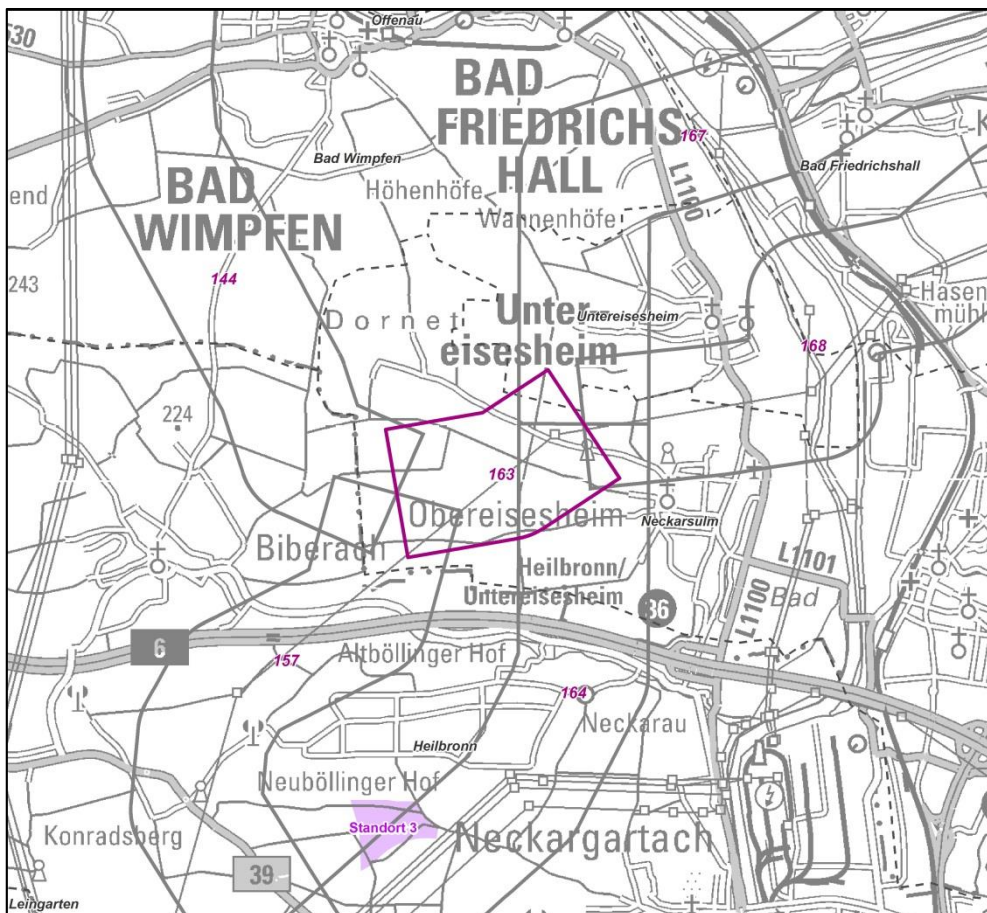 Offenau
630
BAD
FRIEDRICHS
HALL
167
L1100
K
Bad Wimpfen
Bad Friedrichshall
Höhenhöfe
Wannenhöfe
end
BAD
WIMPFEN
144
243
Hasen
mühl
Unter-
eisesheim
Untereisesheim
Dornet
168
224
163
Obereisesheim
Neckarsulm
Biberach
Heilbronn/
Untereisesheim
36
L1101
L1100
Bad
6
157
Altböllinger Hof
164
Neckarau
Heilbronn
Neuböllinger Hof
Standort 3
Konradsberg
Neckargartach
39
Leingarten